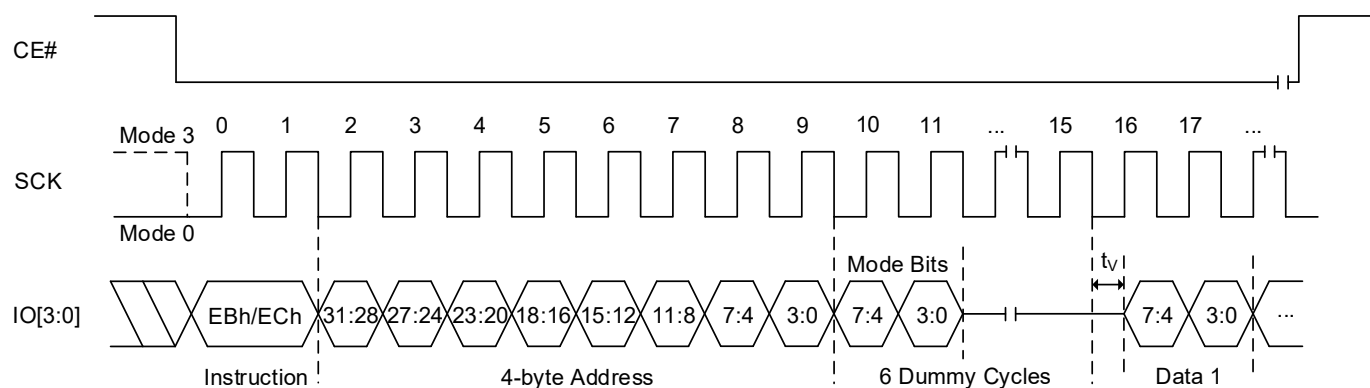 CE#
0 1 2 3 4 5 6 7 8 9 10 11 ... 15 16 17 ...
Mode 3
SCK
Mode 0
Mode Bits
tV
IO[3:0] EBh/ECh 31:28 27:24 23:20 18:16 15:12 11:8 7:4 3:0 7:4 3:0 7:4 3:0 ...
Instruction 4-byte Address 6 Dummy Cycles Data 1